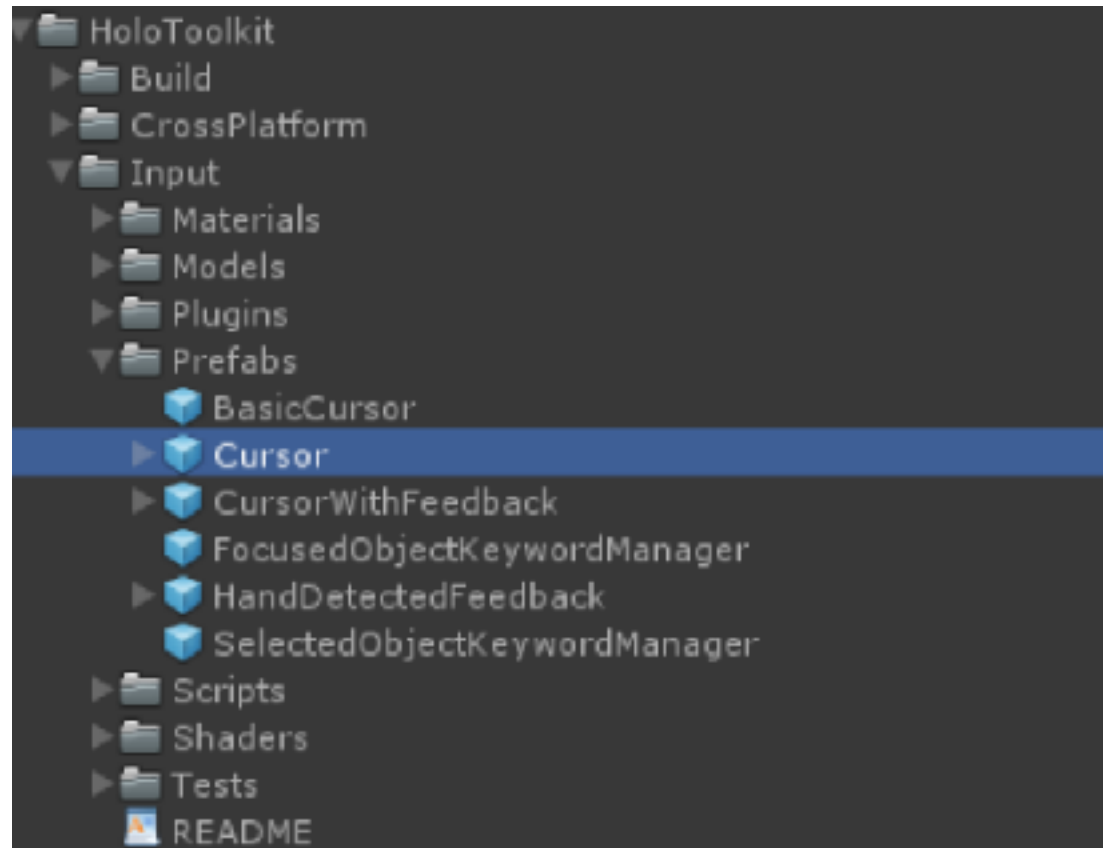 HoloToolkit
Build
CrossPlatform
Input
Materials
Models
Plugins
Prefabs
BasicCursor
Cursor
CursorWithFeedback
FocusedObjectKeywordManager
HandDetectedFeedback
SelectedObjectKeywordManager
Scripts
Shaders
Tests
README